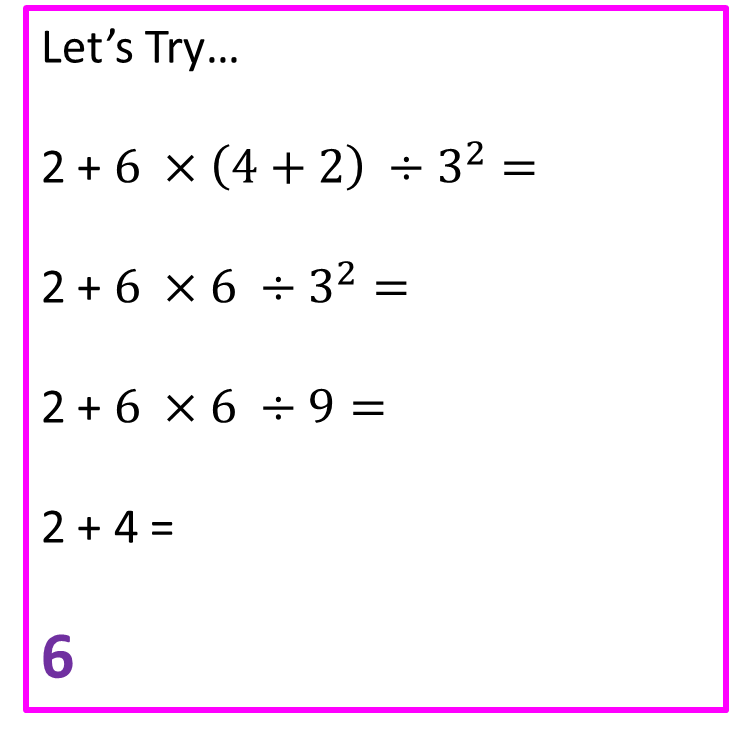 Let’s Try…
2 + 6 × (4 + 2) ÷ 3² =
2 + 6 × 6 ÷ 3² =
2 + 6 × 6 ÷ 9 =
2 + 4 =
6